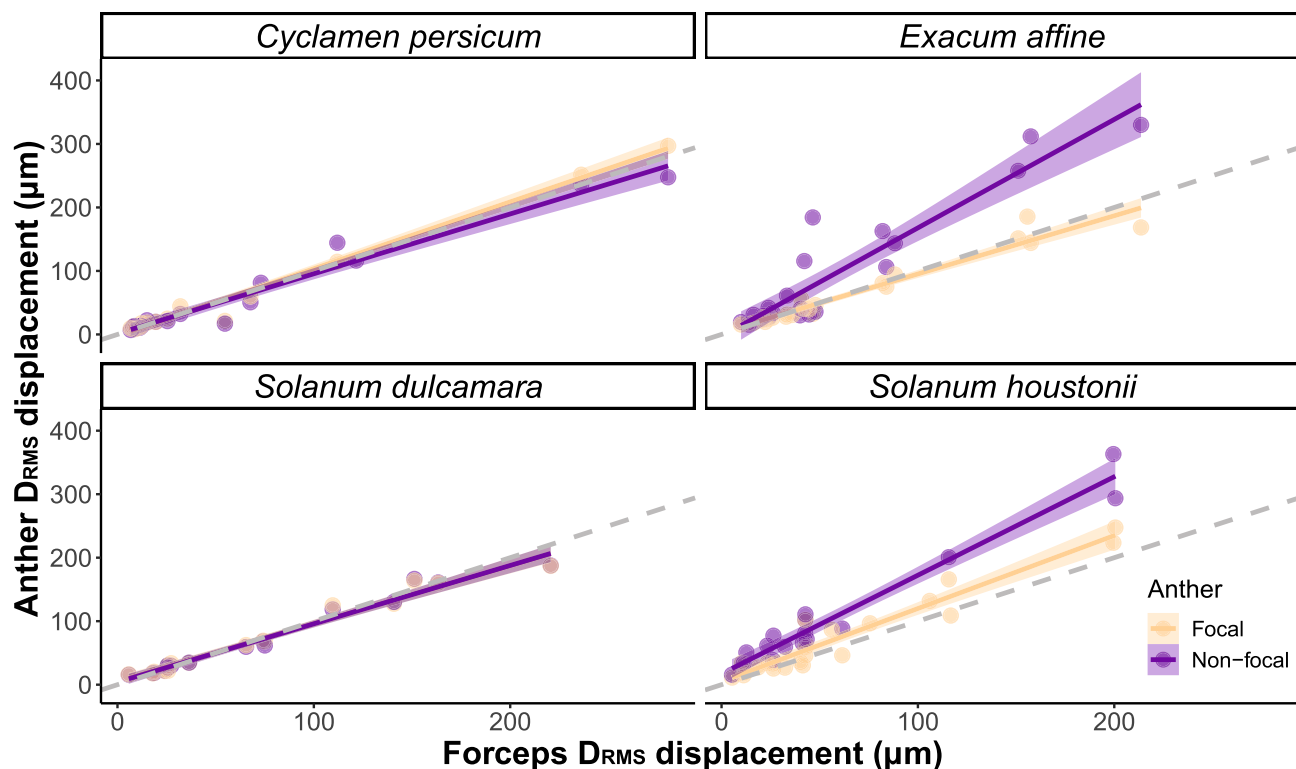 Cyclamen persicum
Exacum affine
400
300
200
100
0
Solanum dulcamara
Solanum houstonii
400
300
200
100
0
Anther DRMS displacement (µm)
Anther
Focal
Non−focal
0
100
200
0
100
200
Forceps DRMS displacement (µm)